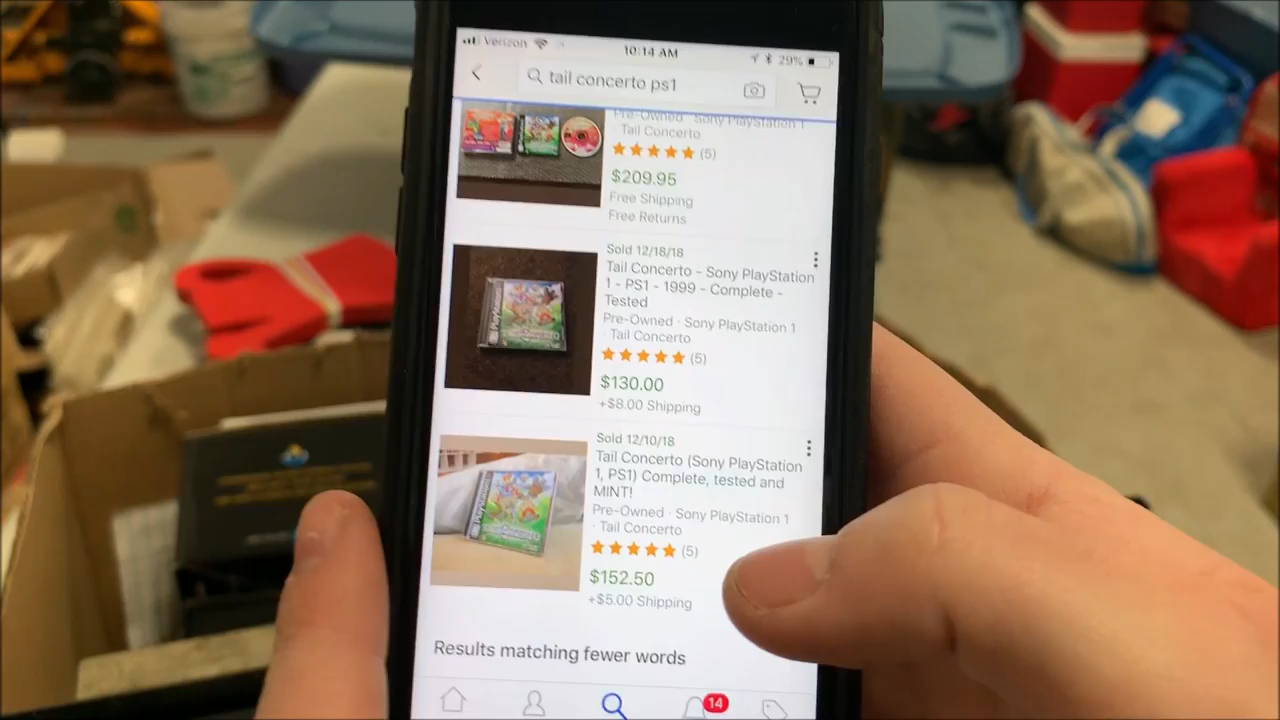 Verizon 10:14 AM 29%
tail concerto ps1
Pre-Owned · Sony PlayStation 1
· Tail Concerto
(5)
$209.95
Free Shipping
Free Returns
Sold 12/18/18
Tail Concerto - Sony PlayStation
1 - PS1 - 1999 - Complete -
Tested
Pre-Owned · Sony PlayStation 1
· Tail Concerto
(5)
$130.00
+$8.00 Shipping
Sold 12/10/18
Tail Concerto (Sony PlayStation
1, PS1) Complete, tested and
MINT!
Pre-Owned · Sony PlayStation 1
· Tail Concerto
(5)
$152.50
+$5.00 Shipping
Results matching fewer words
14